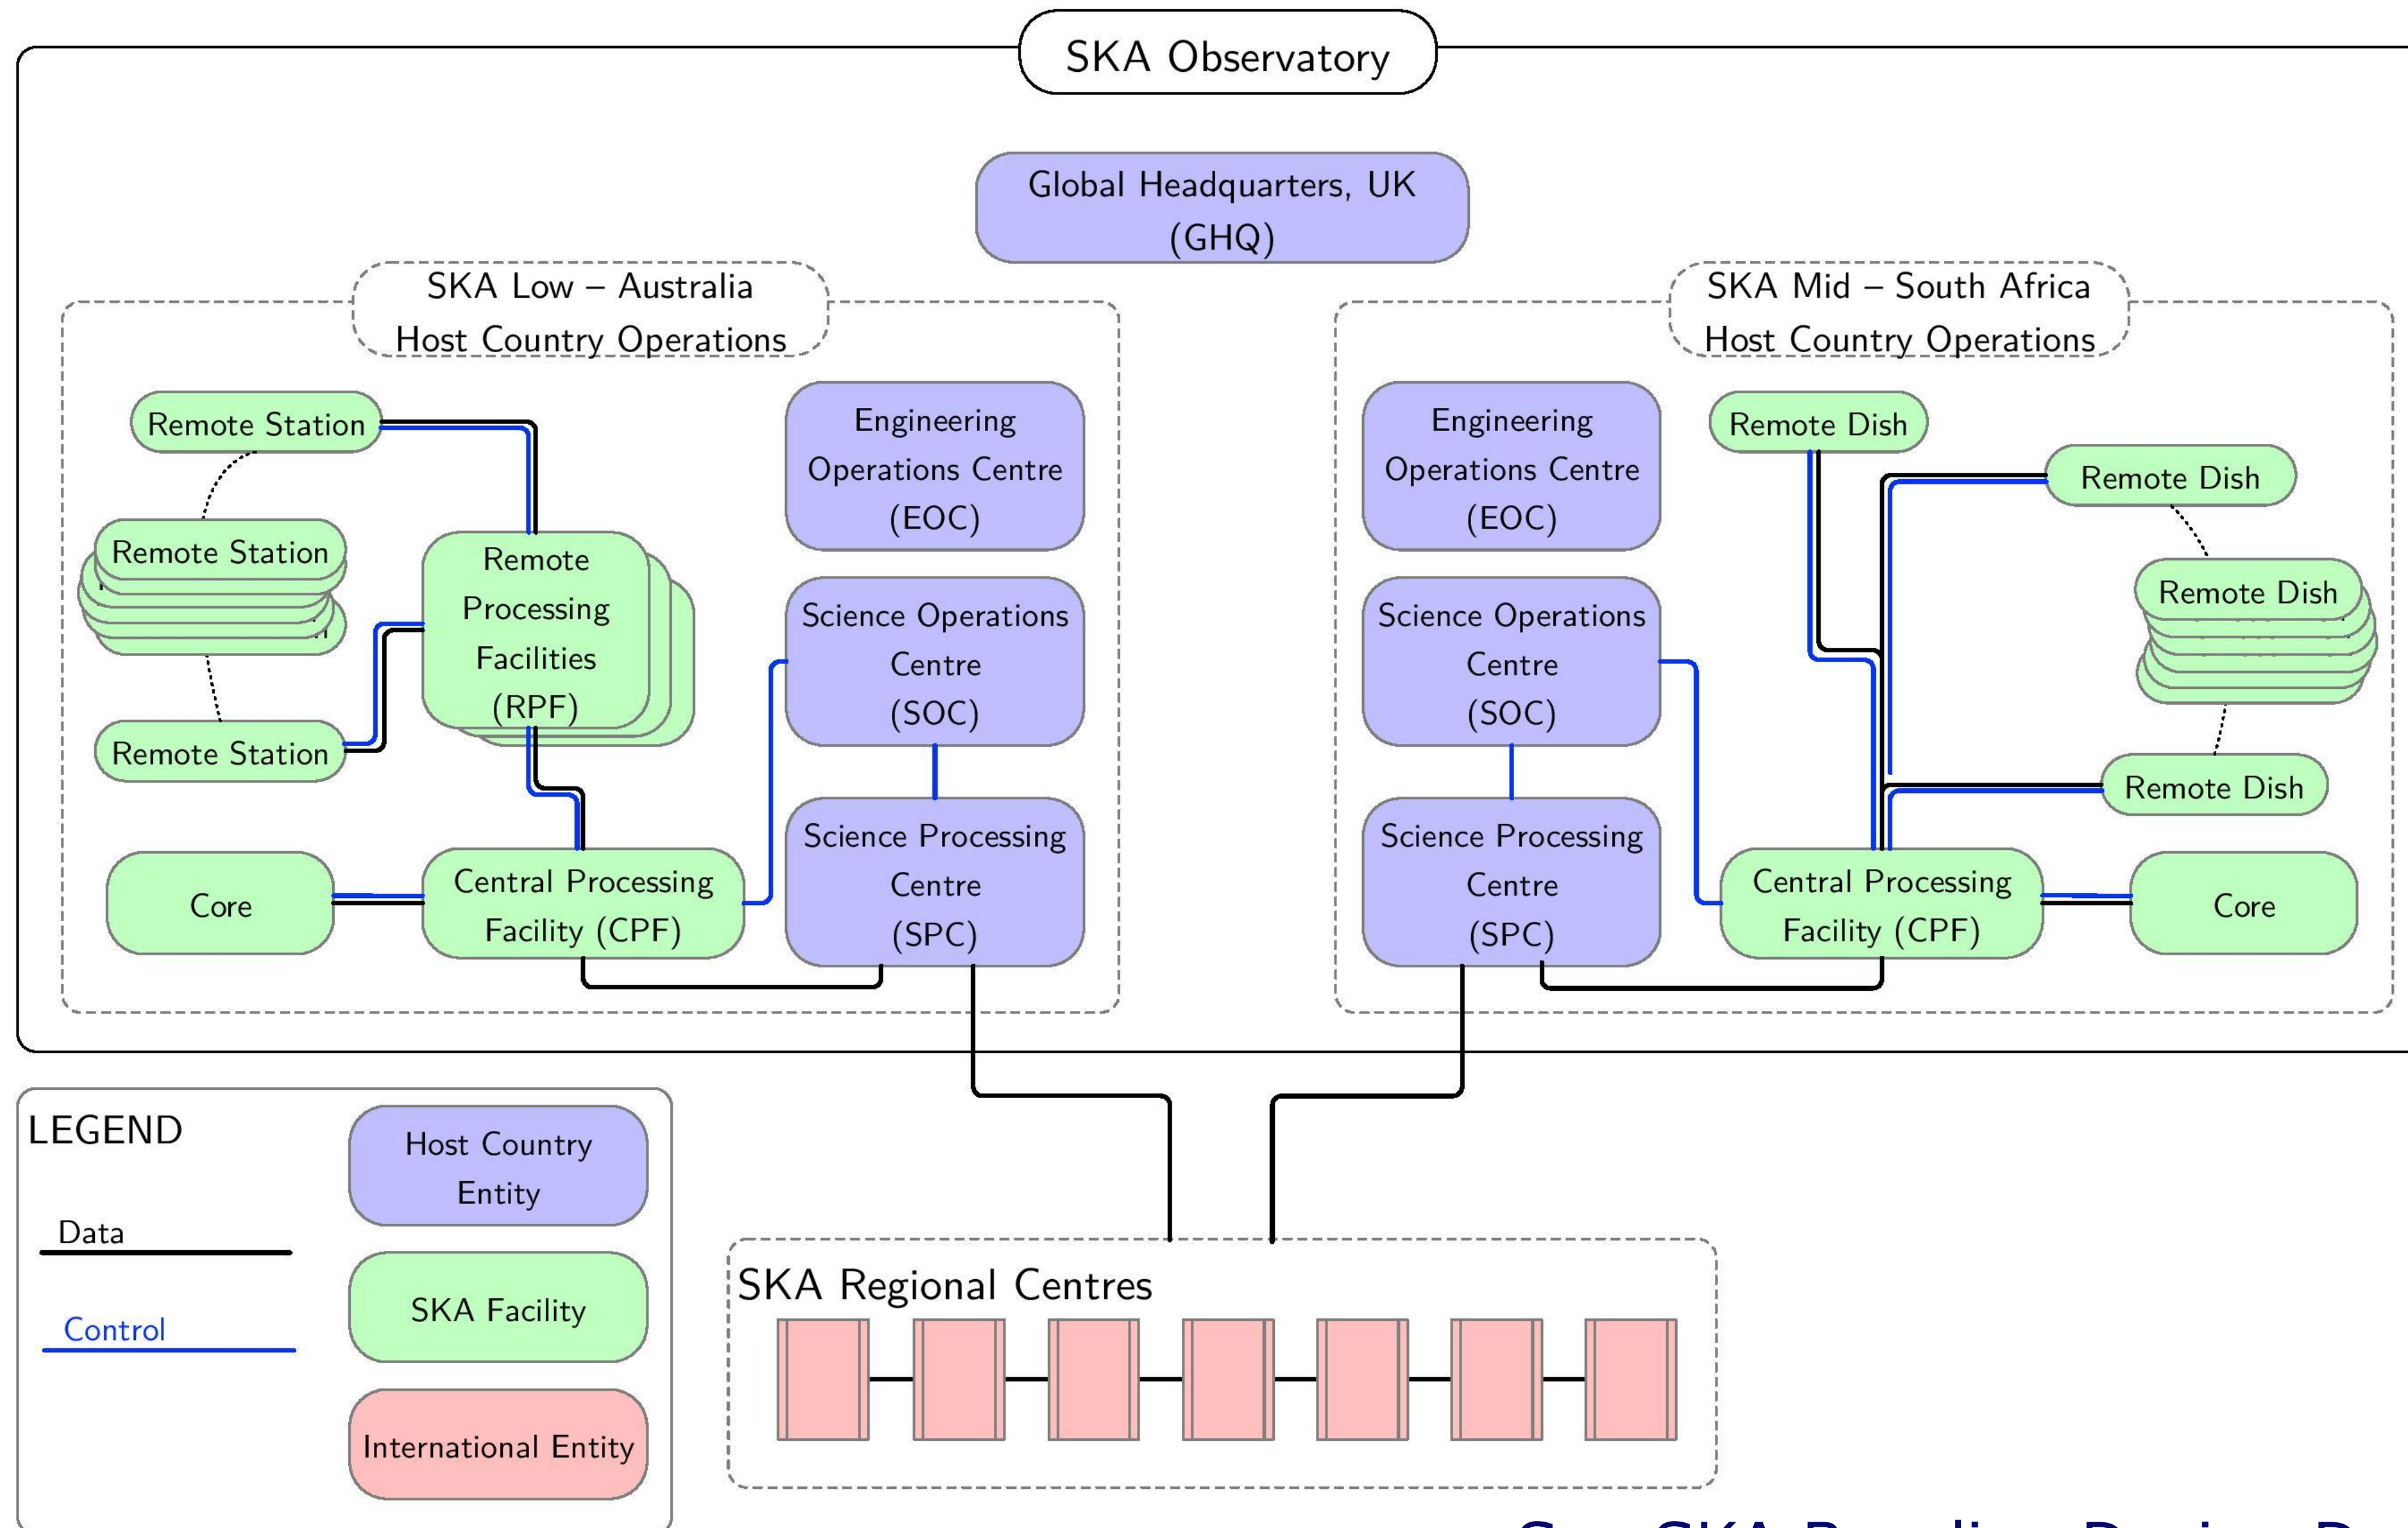 SKA Observatory
Global Headquarters, UK
(GHQ)
SKA Low – Australia
Host Country Operations
Remote Station
Remote Station
Remote Station
Remote
Processing
Facilities
(RPF)
Core
Central Processing
Facility (CPF)
Engineering
Operations Centre
(EOC)
Science Operations
Centre
(SOC)
Science Processing
Centre
(SPC)
SKA Mid – South Africa
Host Country Operations
Engineering
Operations Centre
(EOC)
Science Operations
Centre
(SOC)
Science Processing
Centre
(SPC)
Remote Dish
Remote Dish
Remote Dish
Remote Dish
Central Processing
Facility (CPF)
Core
LEGEND
Data
Control
Host Country
Entity
SKA Facility
International Entity
SKA Regional Centres